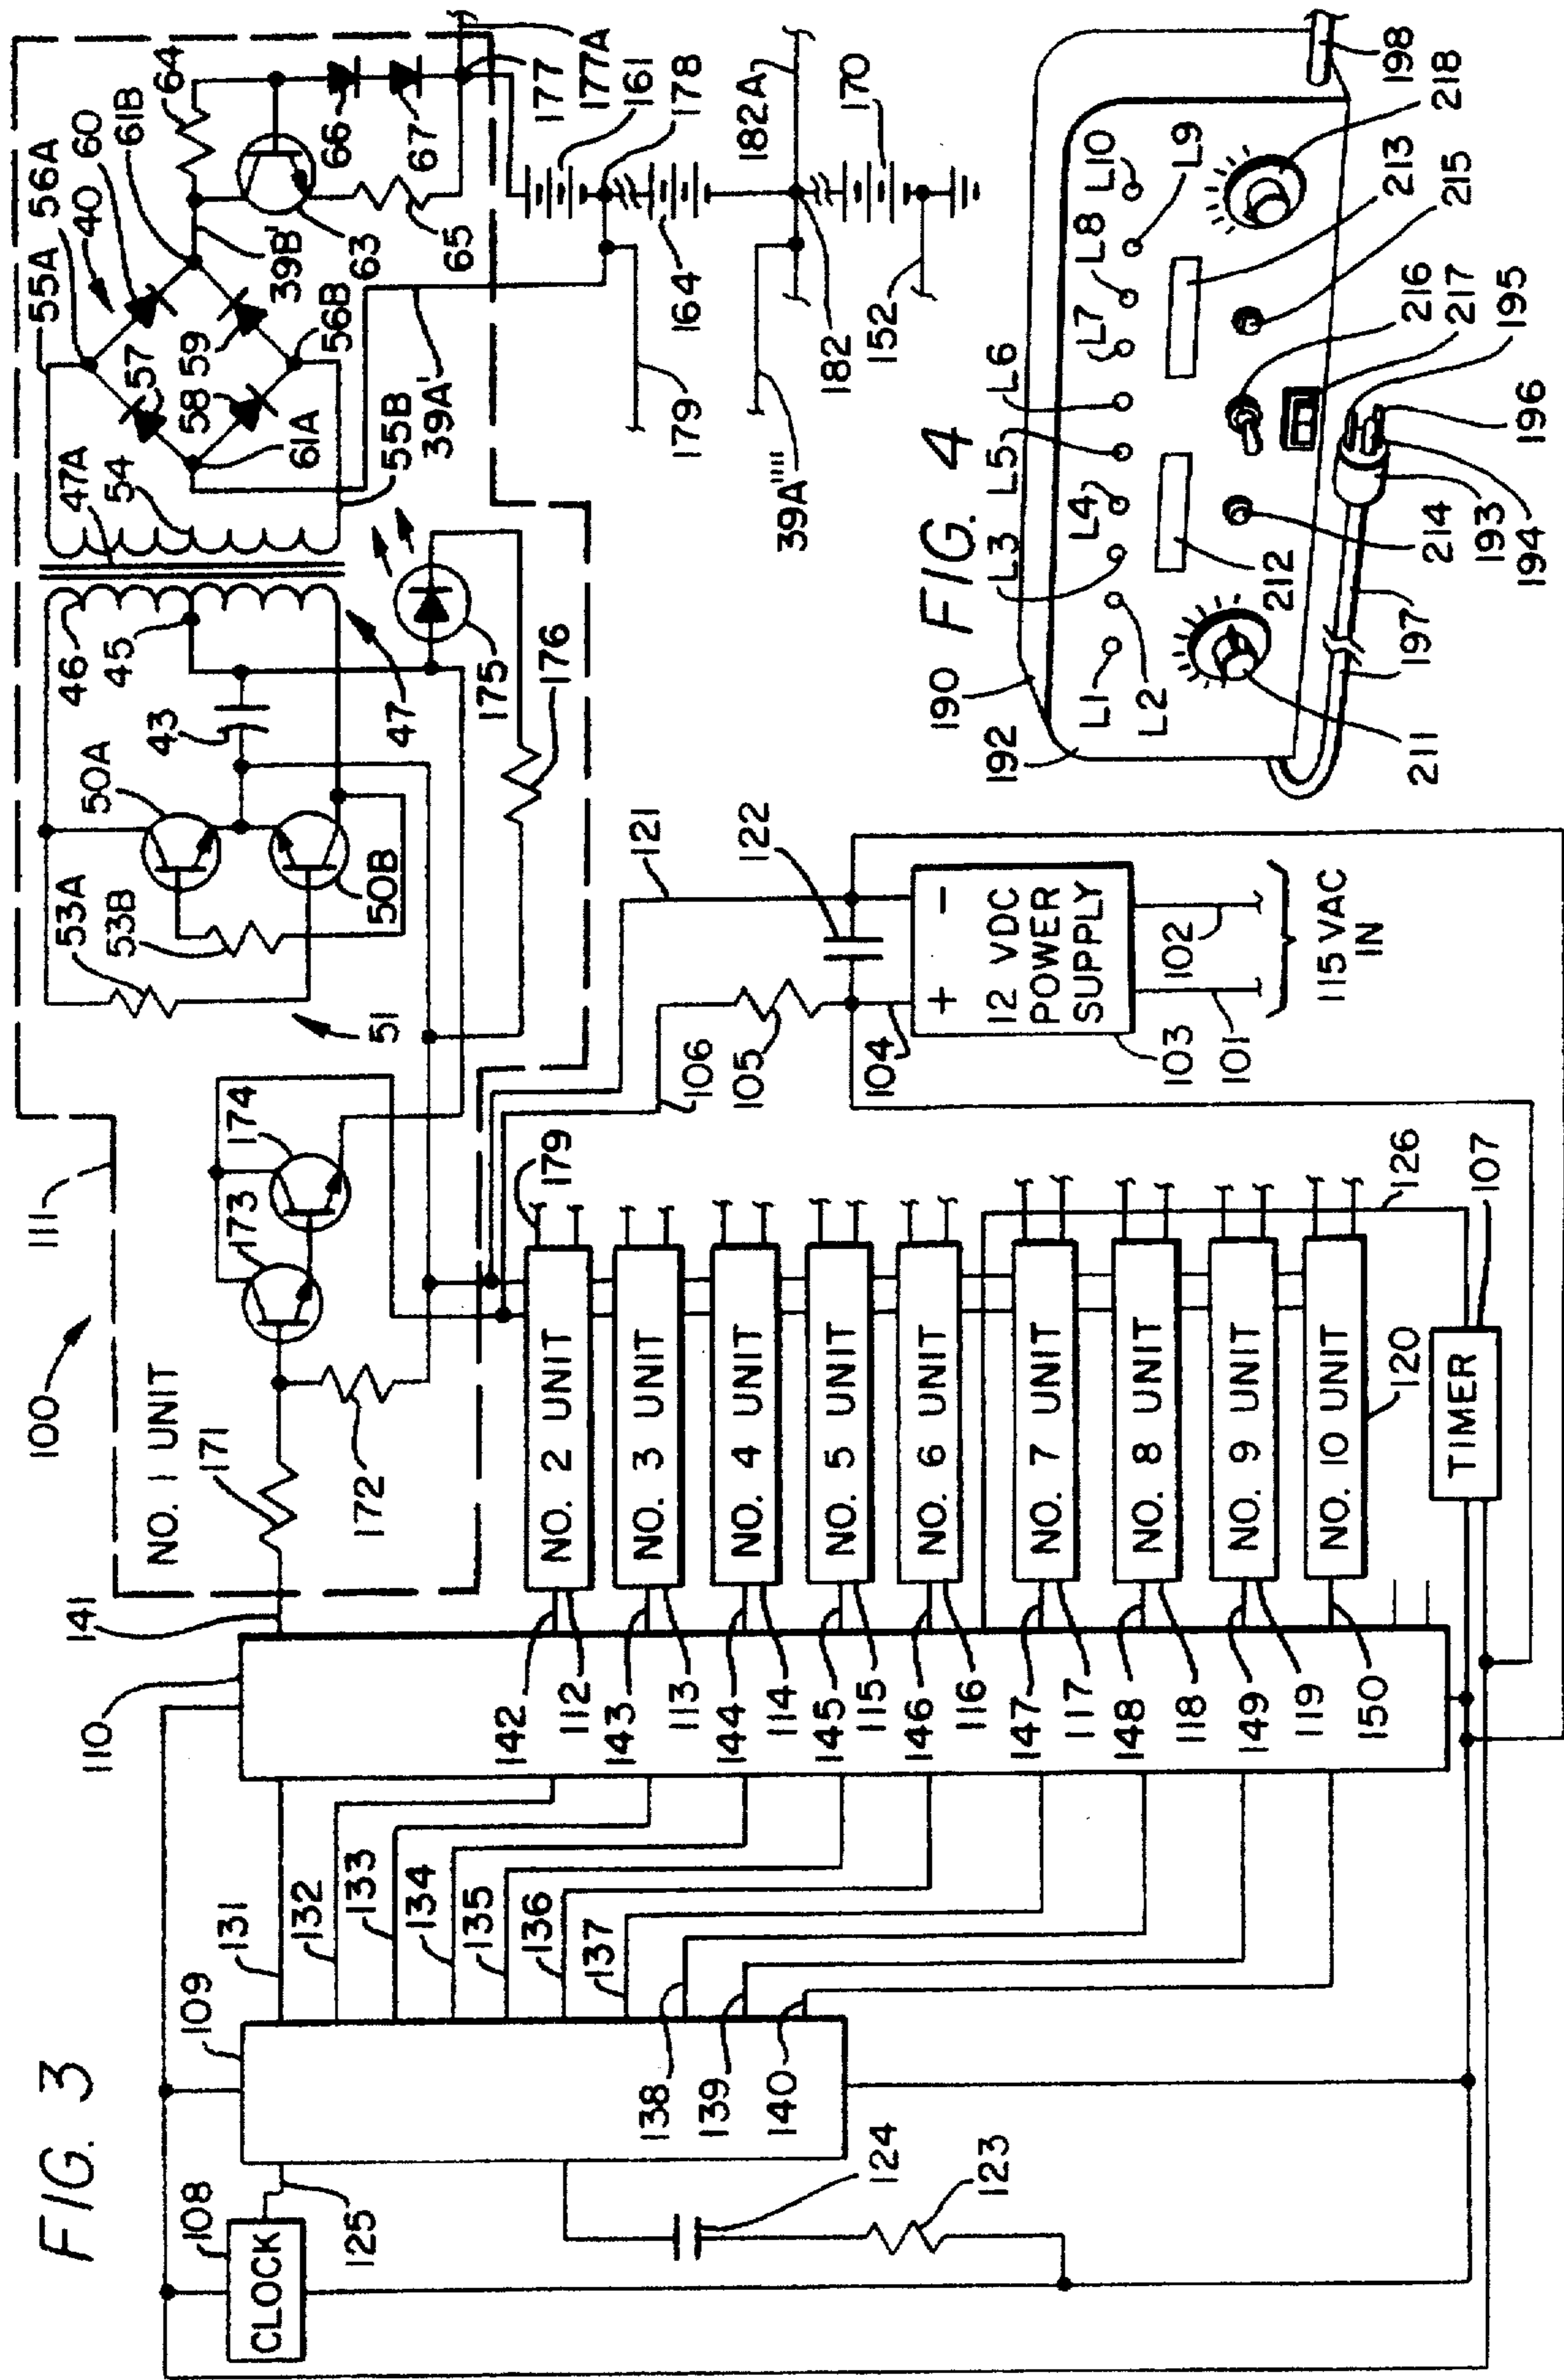 FIG. 3
100
111
NO. 1 UNIT
141
171
172
173
174
51
53A
53B
50A
50B
43
46
45
47
47A
54
55A
56A
40
60
61B
57
58
59
61A
56B
55B
39B'
39A'
64
63
65
66
67
177
177A
161
178
164
179
182A
170
182
152
39A''''
175
176
121
122
106
105
104
+
−
12 VDC
POWER
SUPPLY
103
101
102
115 VAC
IN
108
CLOCK
125
109
110
131
132
133
134
135
136
137
138
139
140
124
123
142
112
143
113
144
114
145
115
146
116
147
117
148
118
149
119
150
NO. 2 UNIT
NO. 3 UNIT
NO. 4 UNIT
NO. 5 UNIT
NO. 6 UNIT
NO. 7 UNIT
NO. 8 UNIT
NO. 9 UNIT
NO. 10 UNIT
179
120
126
TIMER
107
FIG. 4
190
192
L1
L2
L3
L4
L5
L6
L7
L8
L9
L10
198
218
213
215
216
217
195
196
194
193
214
212
197
211